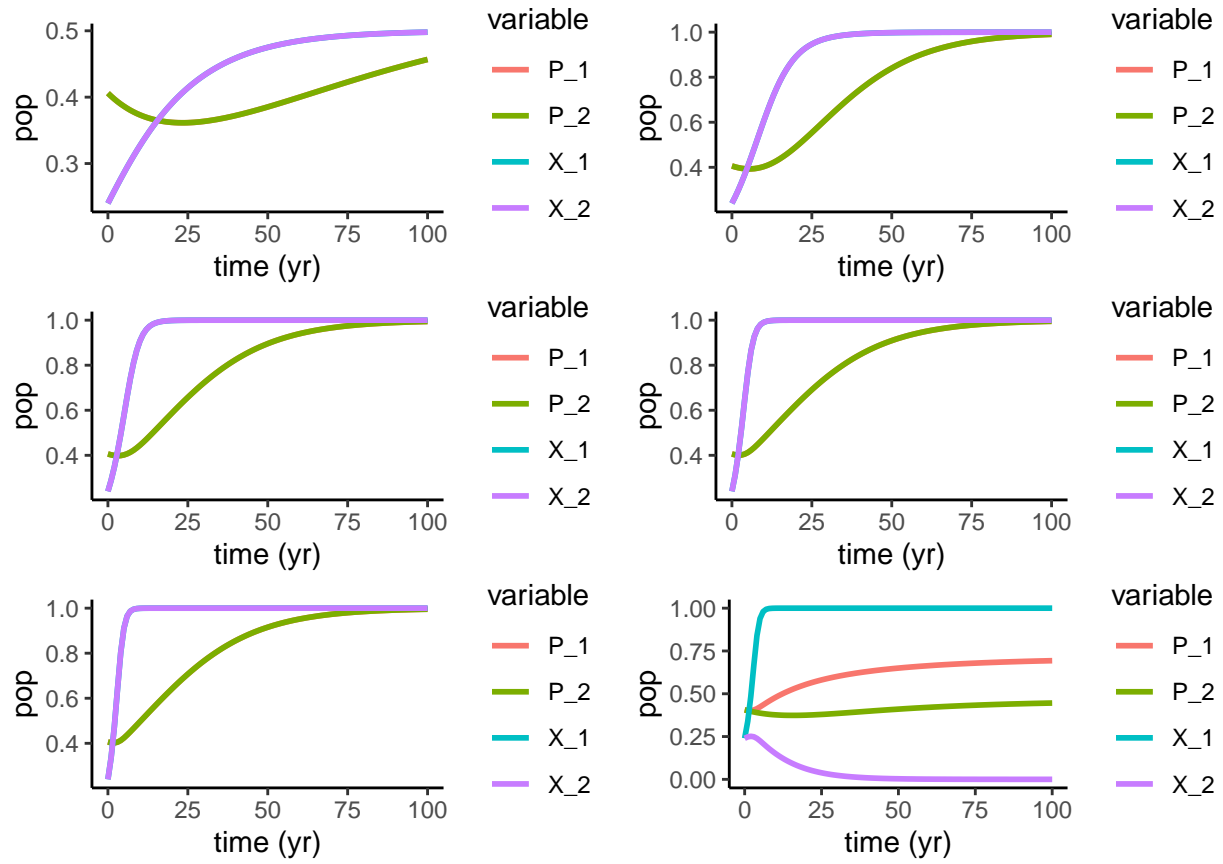 variable
0.5
0.4
0.3
pop
0 25 50 75 100
time (yr)
P_1
P_2
X_1
X_2
variable
1.0
0.8
0.6
0.4
pop
0 25 50 75 100
time (yr)
P_1
P_2
X_1
X_2
variable
1.0
0.8
0.6
0.4
pop
0 25 50 75 100
time (yr)
P_1
P_2
X_1
X_2
variable
1.0
0.8
0.6
0.4
pop
0 25 50 75 100
time (yr)
P_1
P_2
X_1
X_2
variable
1.0
0.8
0.6
0.4
pop
0 25 50 75 100
time (yr)
P_1
P_2
X_1
X_2
variable
1.00
0.75
0.50
0.25
0.00
pop
0 25 50 75 100
time (yr)
P_1
P_2
X_1
X_2